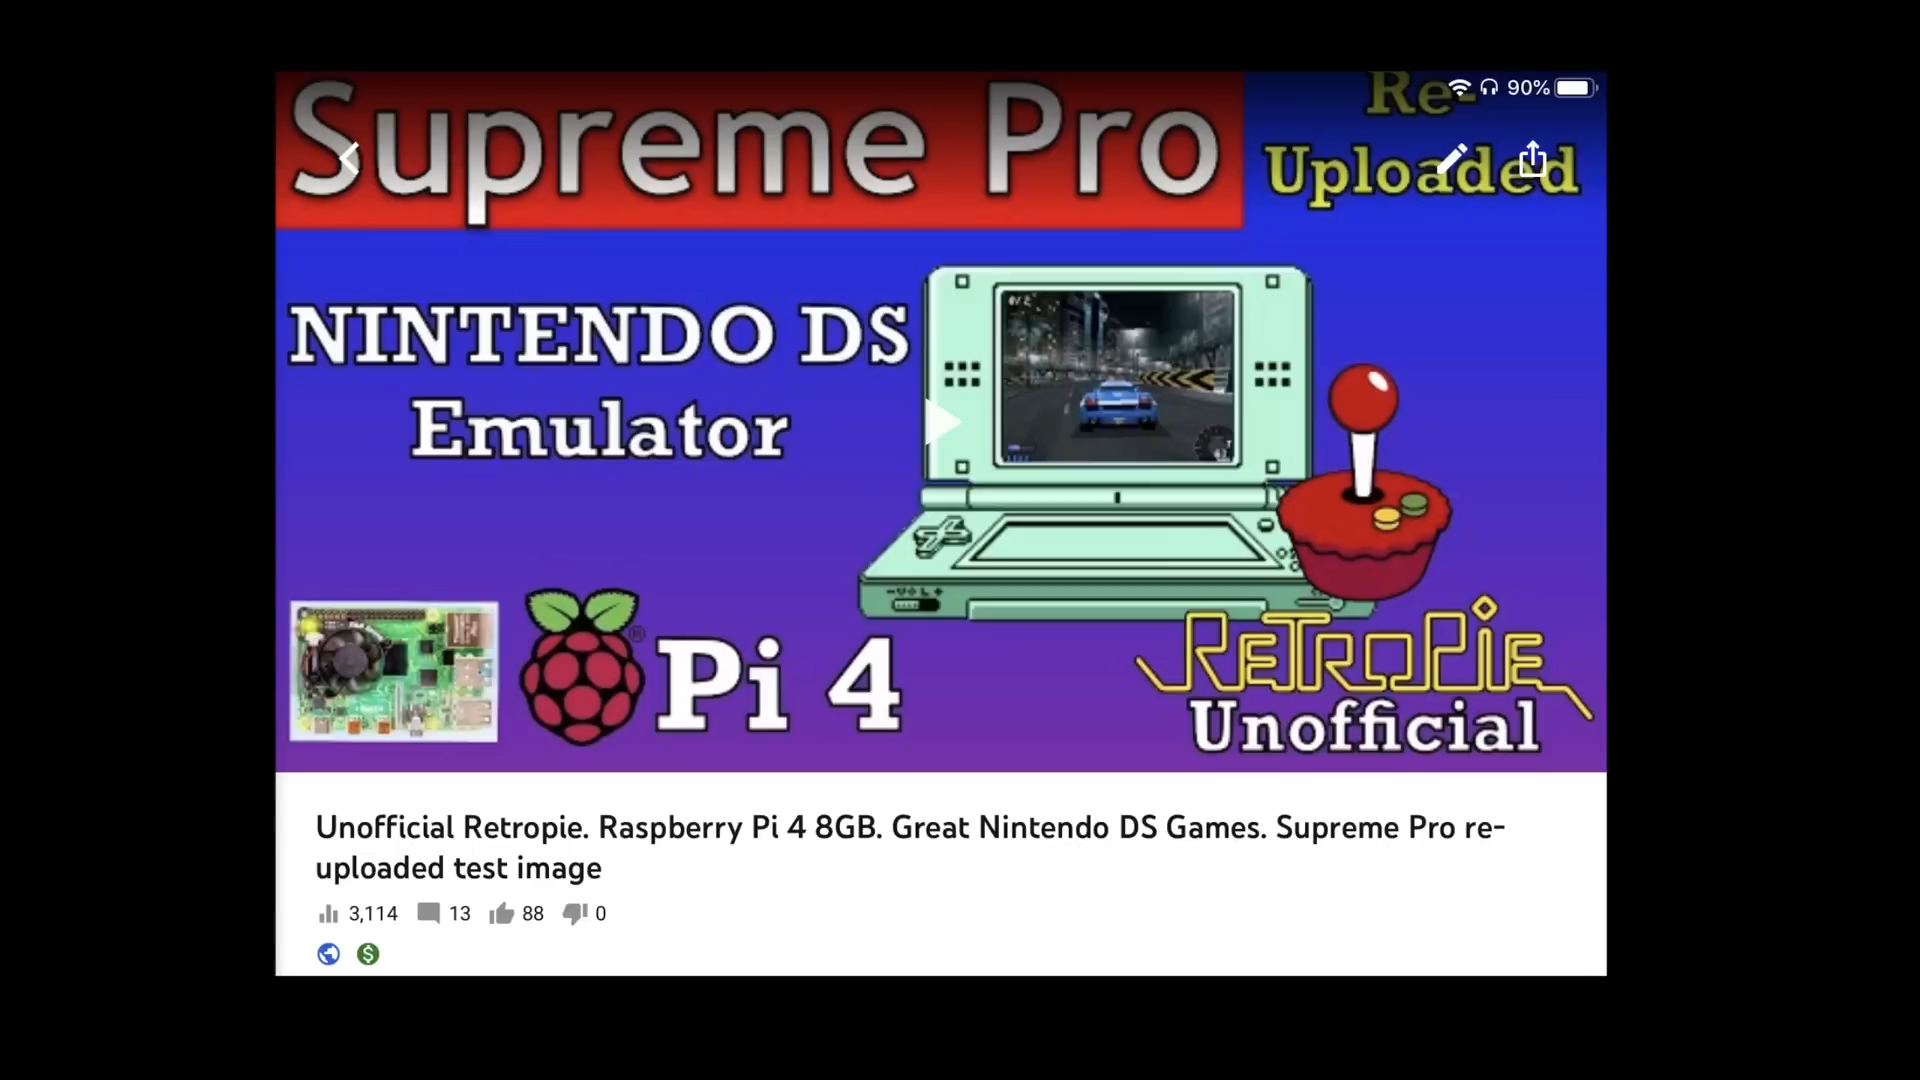 Supreme Pro
Re-
Uploaded
90%
NINTENDO DS
Emulator
Pi 4
RETROPIE
Unofficial
Unofficial Retropie. Raspberry Pi 4 8GB. Great Nintendo DS Games. Supreme Pro re-
uploaded test image
3,114 13 88 0